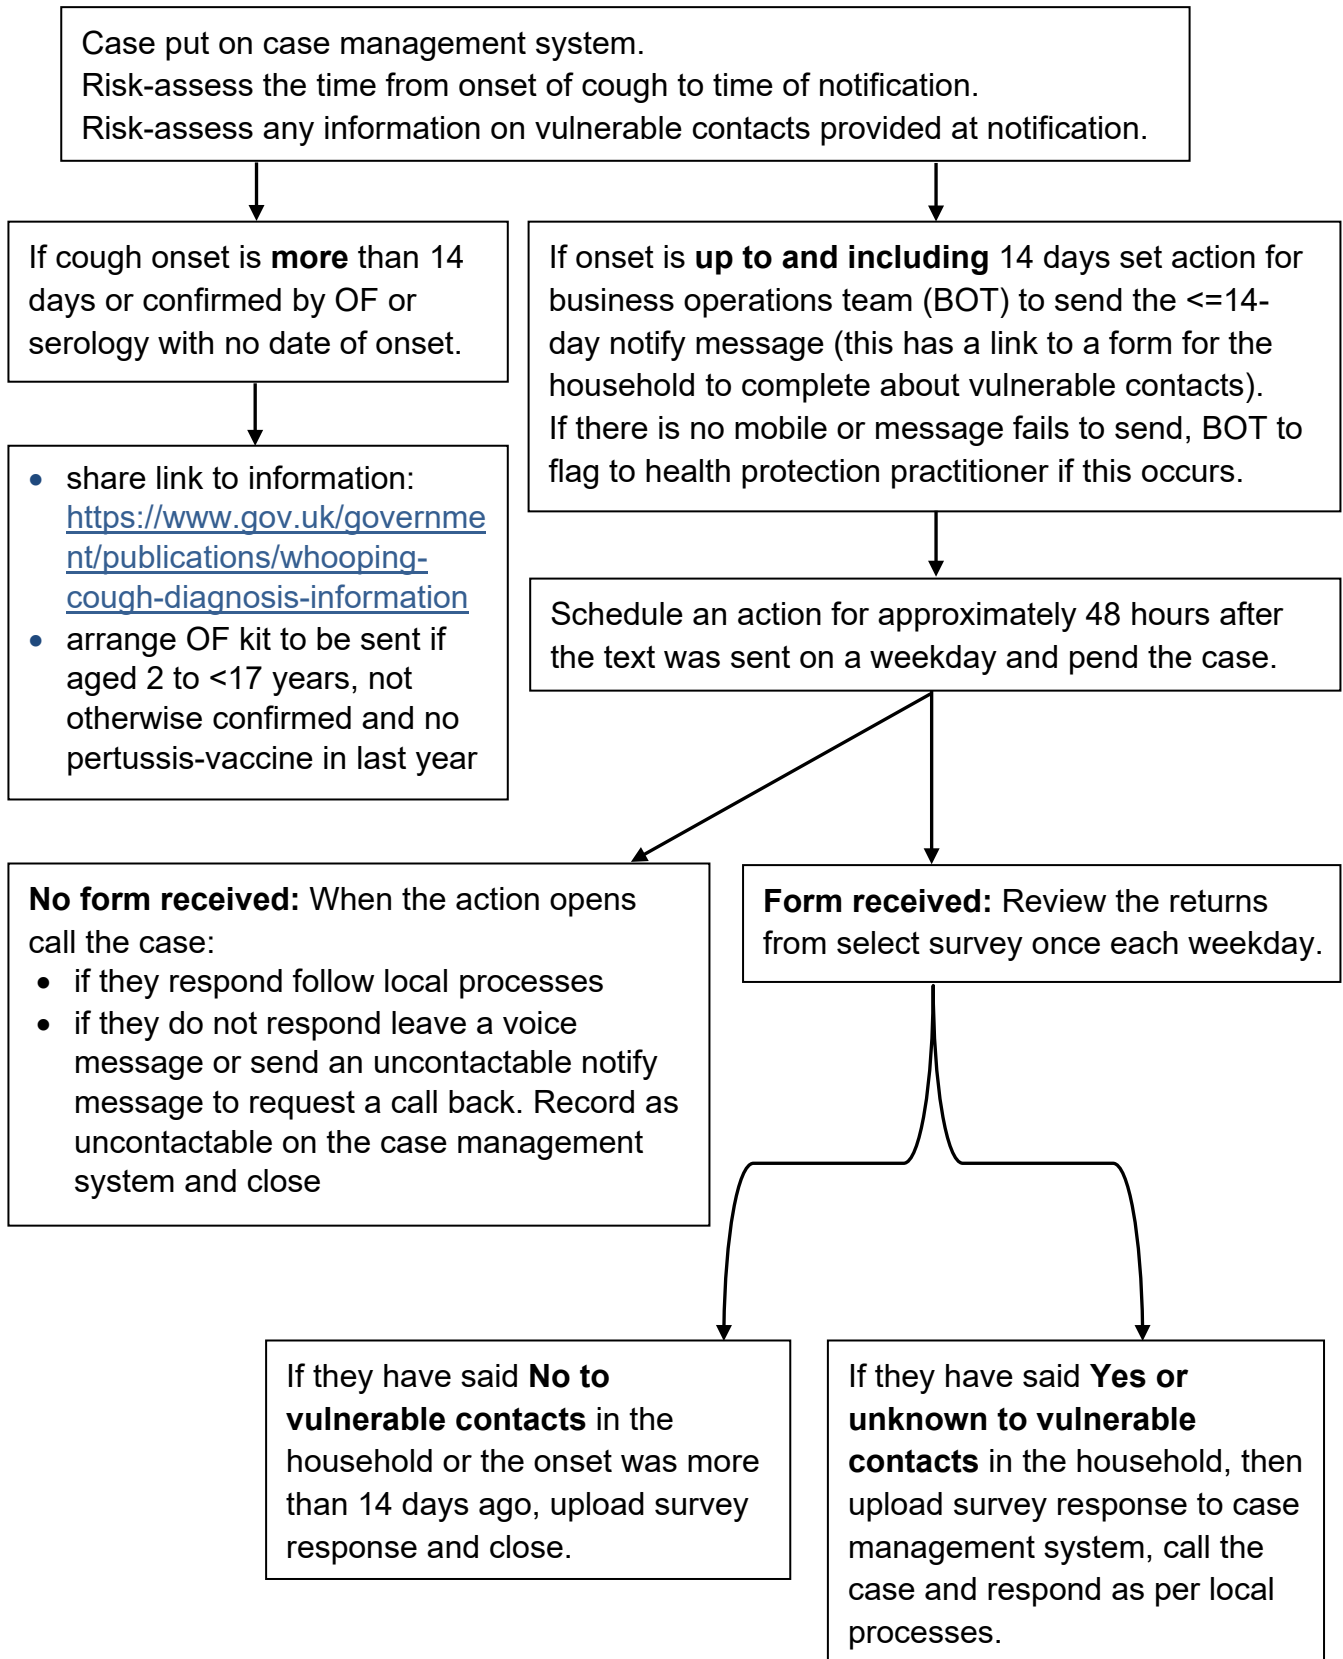 Case put on case management system.
Risk-assess the time from onset of cough to time of notification.
Risk-assess any information on vulnerable contacts provided at notification.
If cough onset is more than 14
days or confirmed by OF or
serology with no date of onset.
If onset is up to and including 14 days set action for
business operations team (BOT) to send the <=14-
day notify message (this has a link to a form for the
household to complete about vulnerable contacts).
If there is no mobile or message fails to send, BOT to
flag to health protection practitioner if this occurs.
• share link to information:
https://www.gov.uk/governme
nt/publications/whooping-
cough-diagnosis-information
• arrange OF kit to be sent if
aged 2 to <17 years, not
otherwise confirmed and no
pertussis-vaccine in last year
Schedule an action for approximately 48 hours after
the text was sent on a weekday and pend the case.
No form received: When the action opens
call the case:
• if they respond follow local processes
• if they do not respond leave a voice
message or send an uncontactable notify
message to request a call back. Record as
uncontactable on the case management
system and close
Form received: Review the returns
from select survey once each weekday.
If they have said No to
vulnerable contacts in the
household or the onset was more
than 14 days ago, upload survey
response and close.
If they have said Yes or
unknown to vulnerable
contacts in the household, then
upload survey response to case
management system, call the
case and respond as per local
processes.